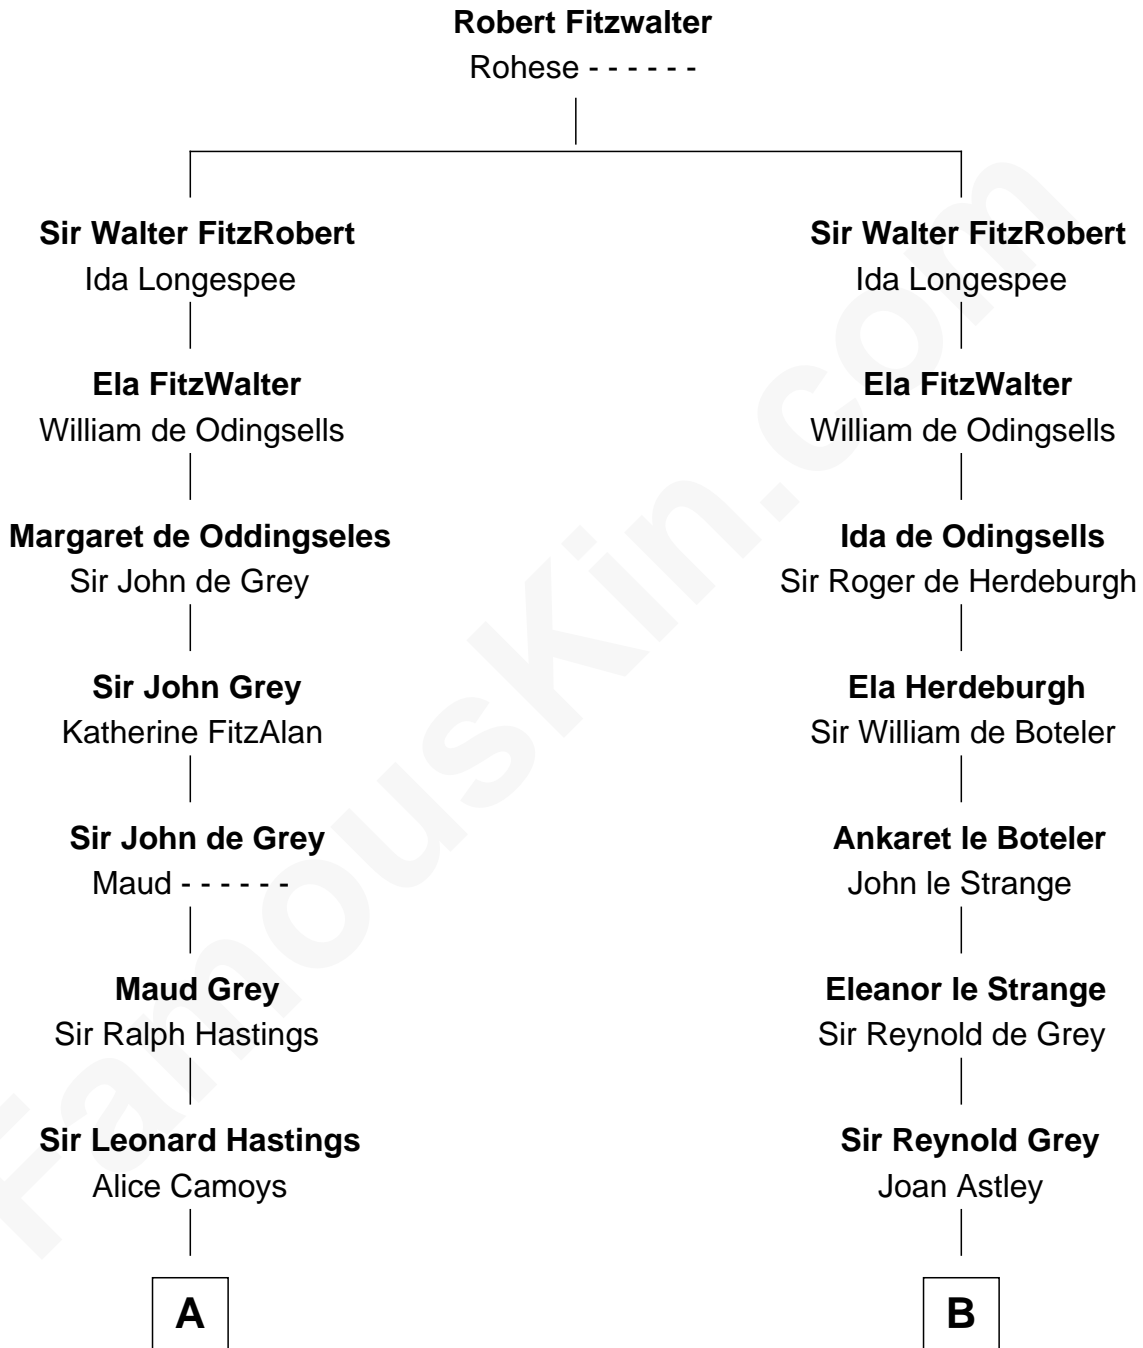 Robert Fitzwalter
Rohese - - - - - -
Sir Walter FitzRobert
Ida Longespee
Sir Walter FitzRobert
Ida Longespee
Ela FitzWalter
William de Odingsells
Ela FitzWalter
William de Odingsells
Margaret de Oddingseles
Sir John de Grey
Ida de Odingsells
Sir Roger de Herdeburgh
Sir John Grey
Katherine FitzAlan
Ela Herdeburgh
Sir William de Boteler
Sir John de Grey
Maud - - - - - -
Ankaret le Boteler
John le Strange
Maud Grey
Sir Ralph Hastings
Eleanor le Strange
Sir Reynold de Grey
Sir Leonard Hastings
Alice Camoys
Sir Reynold Grey
Joan Astley
A
B
FamousKin.com